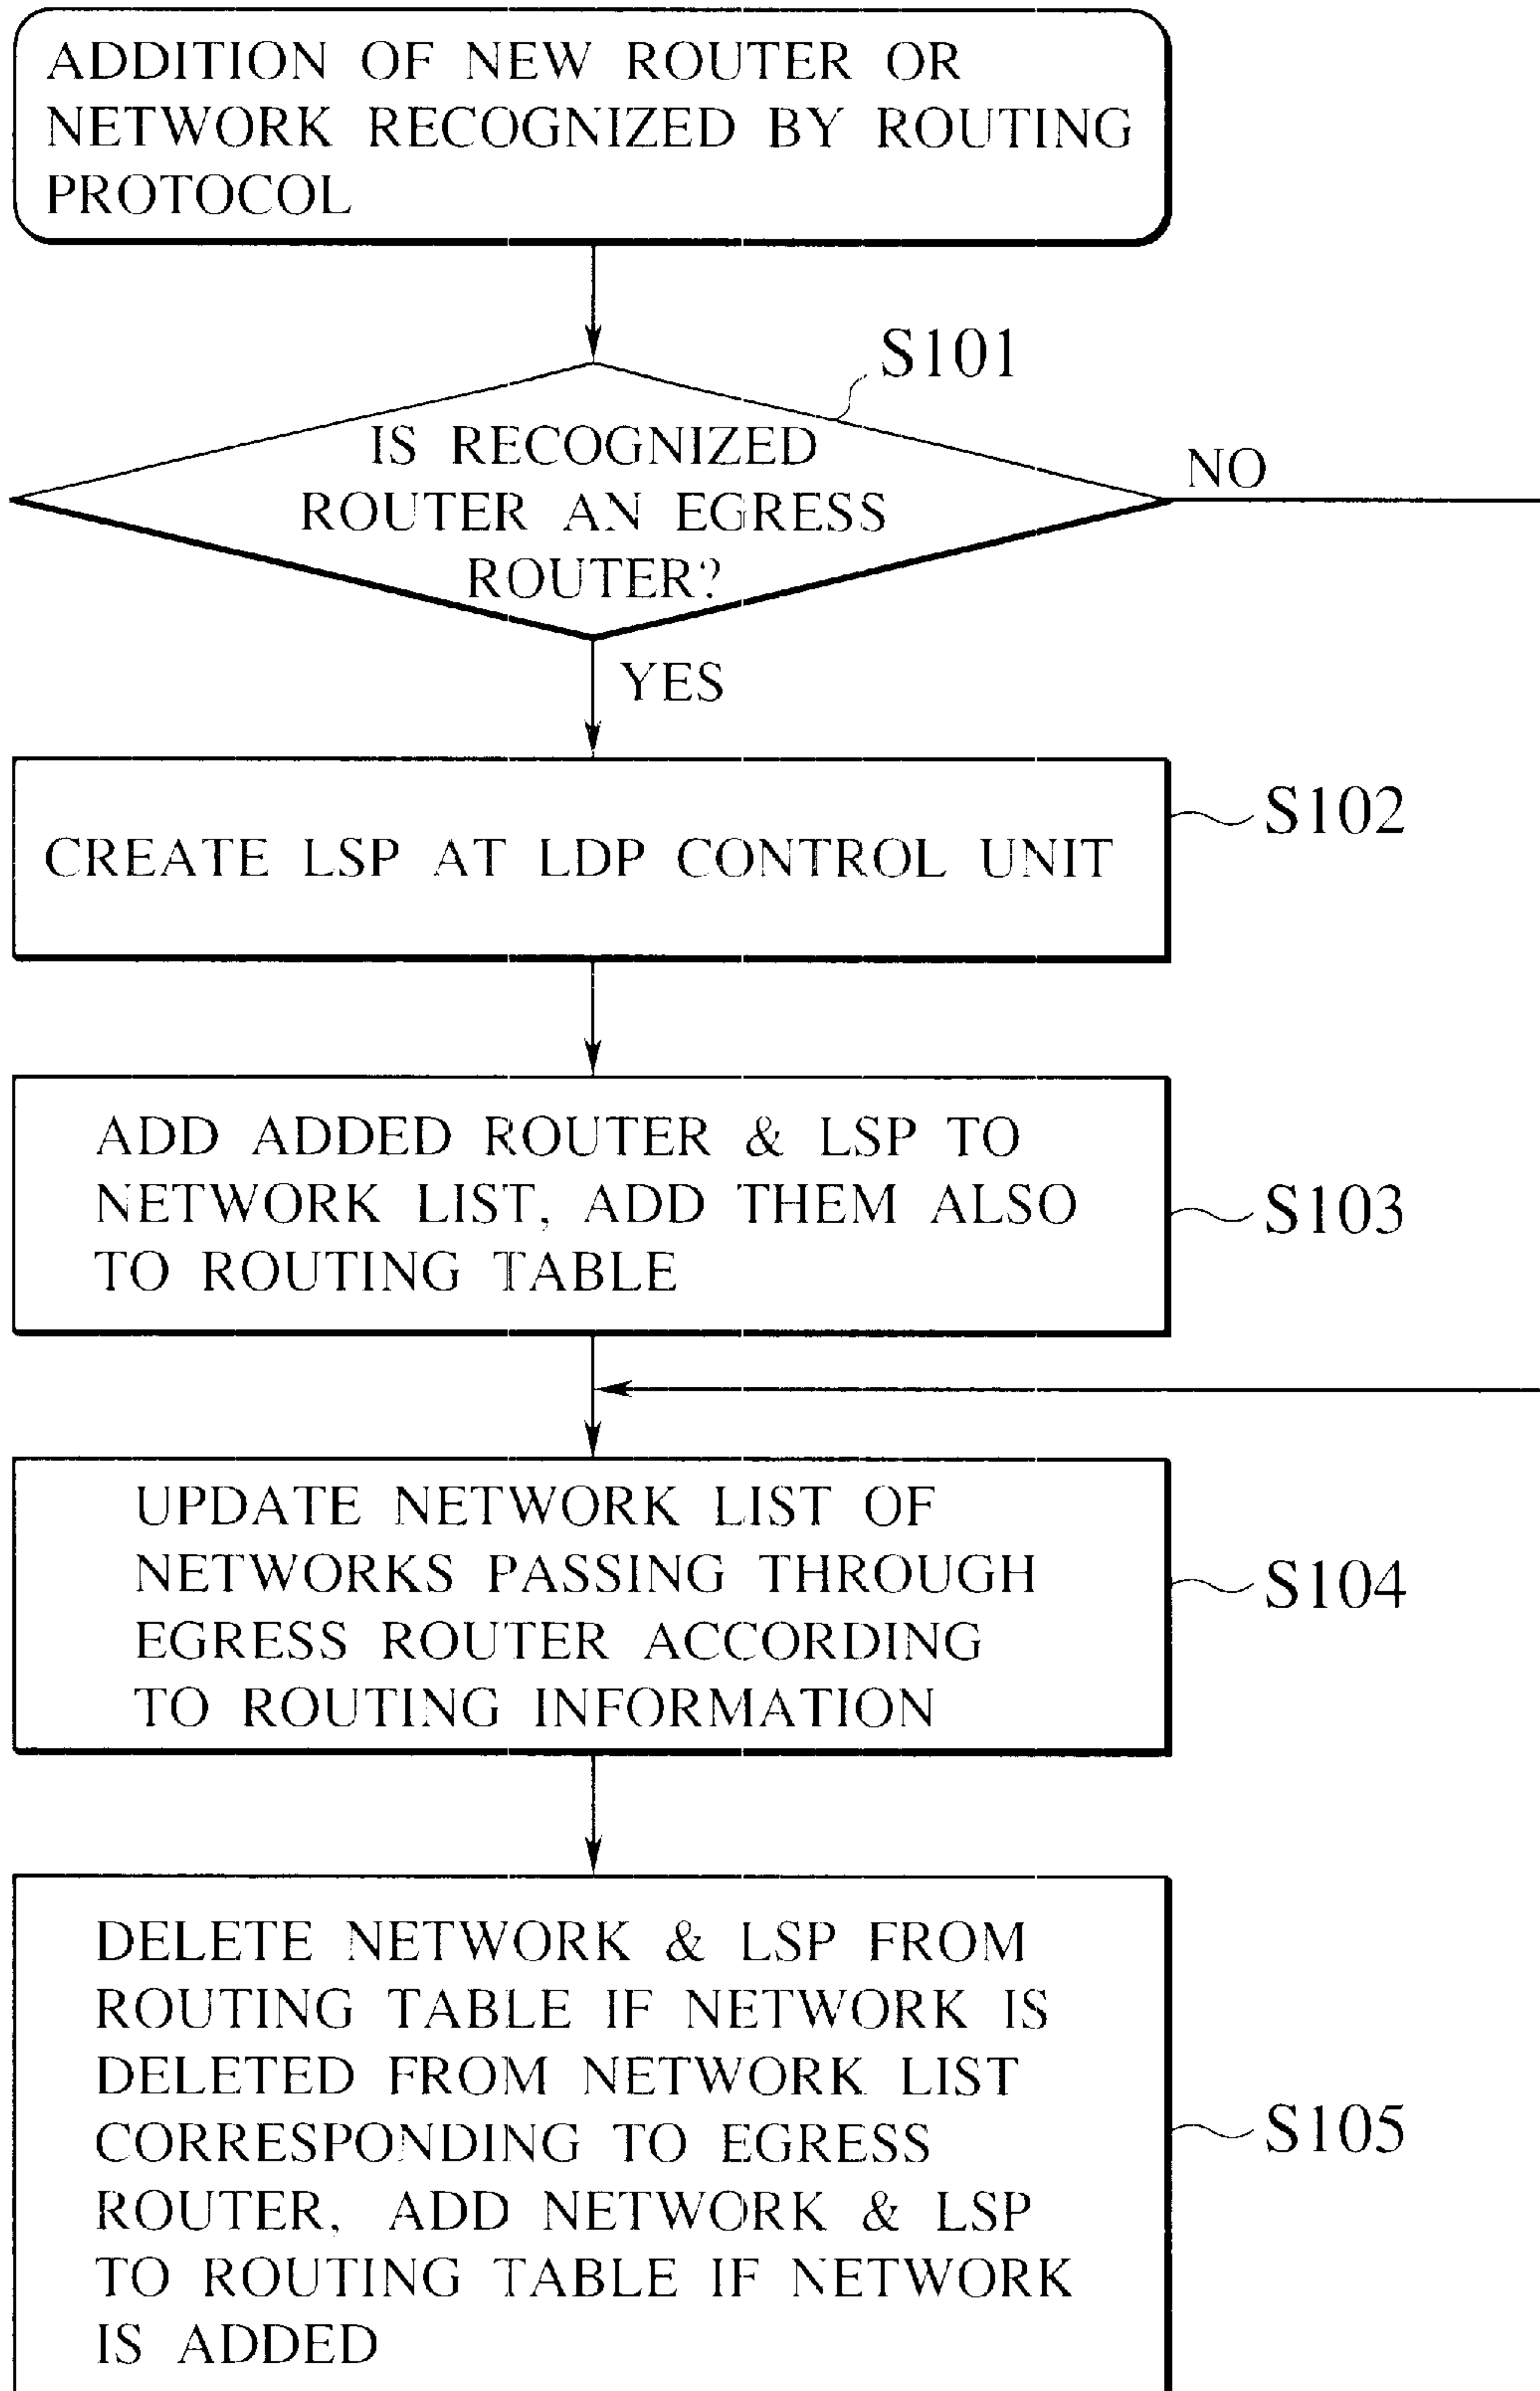 ADDITION OF NEW ROUTER OR
NETWORK RECOGNIZED BY ROUTING
PROTOCOL
S101
IS RECOGNIZED
ROUTER AN EGRESS
ROUTER?
NO
YES
S102
CREATE LSP AT LDP CONTROL UNIT
ADD ADDED ROUTER & LSP TO
NETWORK LIST, ADD THEM ALSO
TO ROUTING TABLE
S103
UPDATE NETWORK LIST OF
NETWORKS PASSING THROUGH
EGRESS ROUTER ACCORDING
TO ROUTING INFORMATION
S104
DELETE NETWORK & LSP FROM
ROUTING TABLE IF NETWORK IS
DELETED FROM NETWORK LIST
CORRESPONDING TO EGRESS
ROUTER, ADD NETWORK & LSP
TO ROUTING TABLE IF NETWORK
IS ADDED
S105